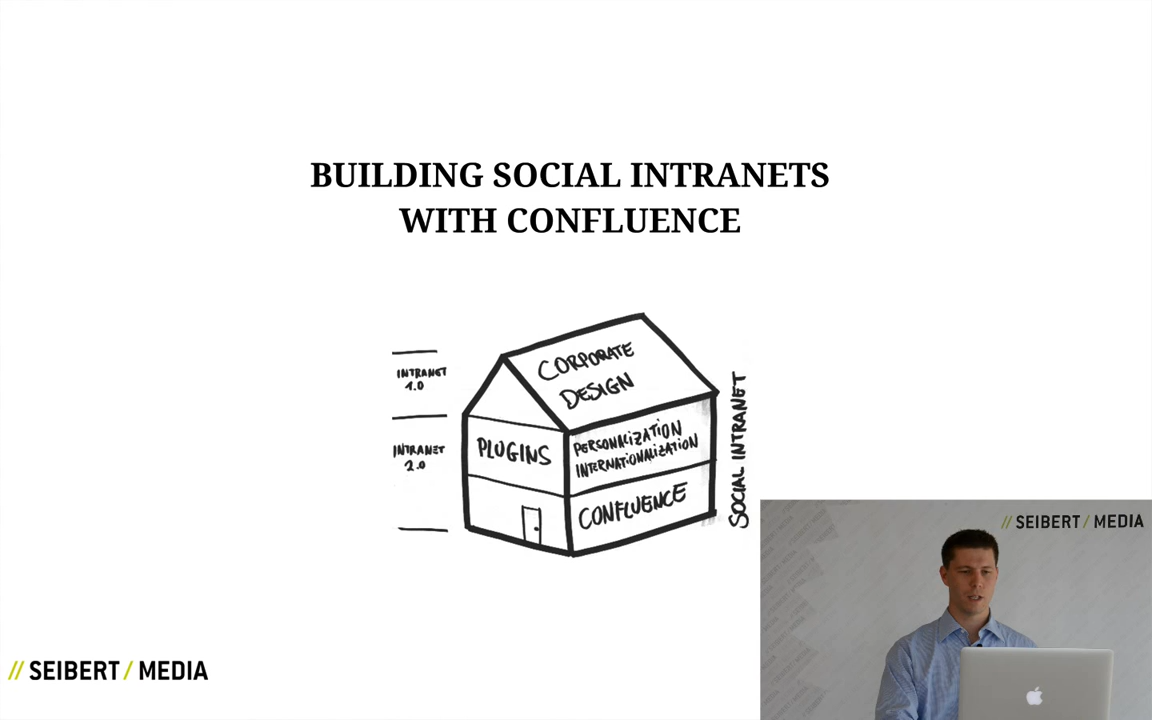 BUILDING SOCIAL INTRANETS
WITH CONFLUENCE
INTRANET
1.0
INTRANET
2.0
CORPORATE
DESIGN
PLUGINS
PERSONALIZATION
INTERNATIONALIZATION
CONFLUENCE
SOCIAL INTRANET
// SEIBERT / MEDIA
// SEIBERT / MEDIA